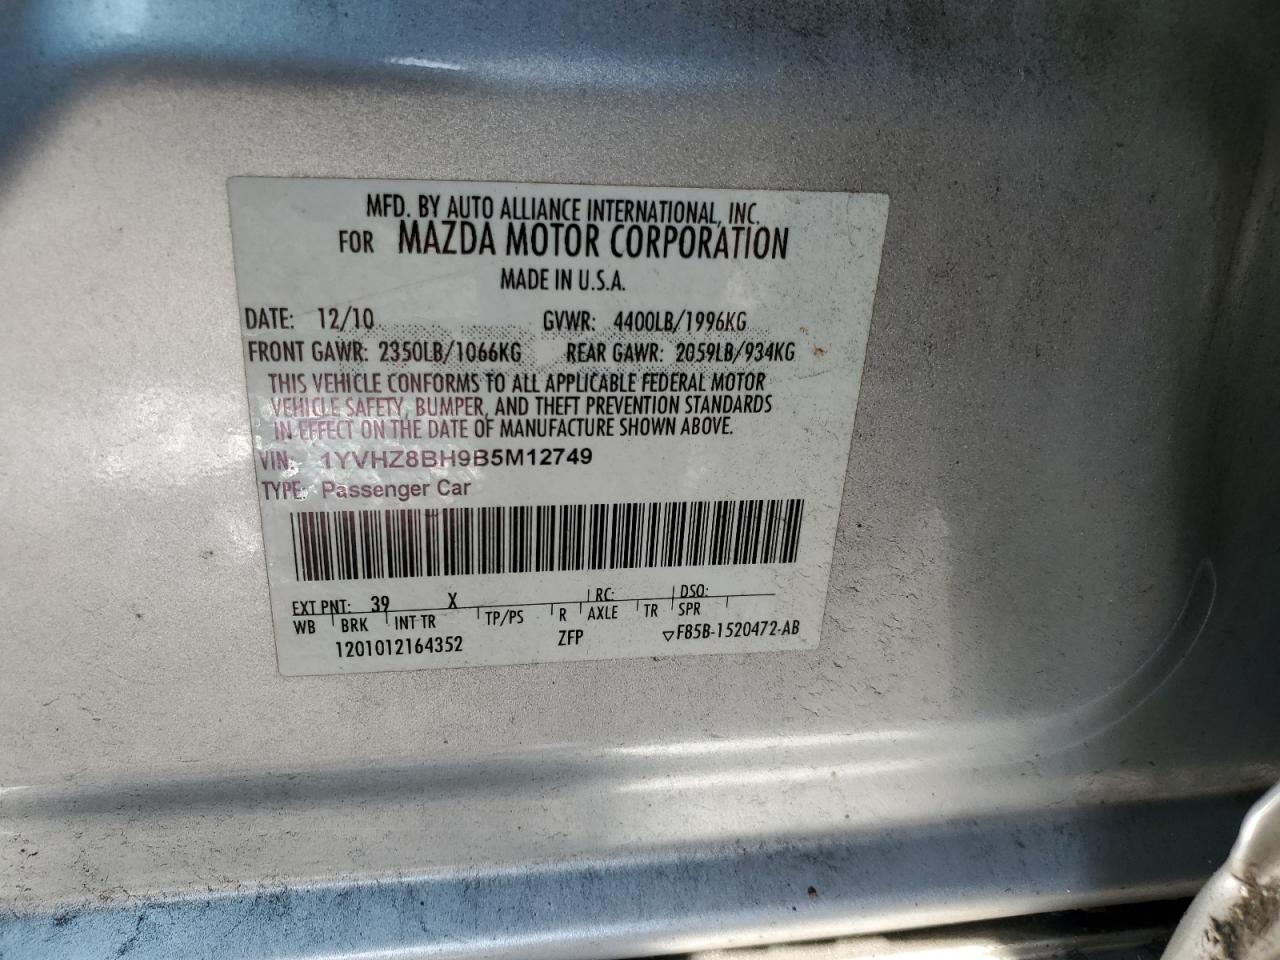 MFD. BY AUTO ALLIANCE INTERNATIONAL, INC.
FOR MAZDA MOTOR CORPORATION
MADE IN U.S.A.
DATE: 12/10 GVWR: 4400LB/1996KG
FRONT GAWR: 2350LB/1066KG REAR GAWR: 2059LB/934KG
THIS VEHICLE CONFORMS TO ALL APPLICABLE FEDERAL MOTOR
VEHICLE SAFETY, BUMPER, AND THEFT PREVENTION STANDARDS
IN EFFECT ON THE DATE OF MANUFACTURE SHOWN ABOVE.
VIN: 1YVHZ8BH9B5M12749
TYPE: Passenger Car
EXT PNT: 39 X RC: DSO:
WB BRK INT TR TP/PS R AXLE TR SPR
1201012164352 ZFP ▽F85B-1520472-AB